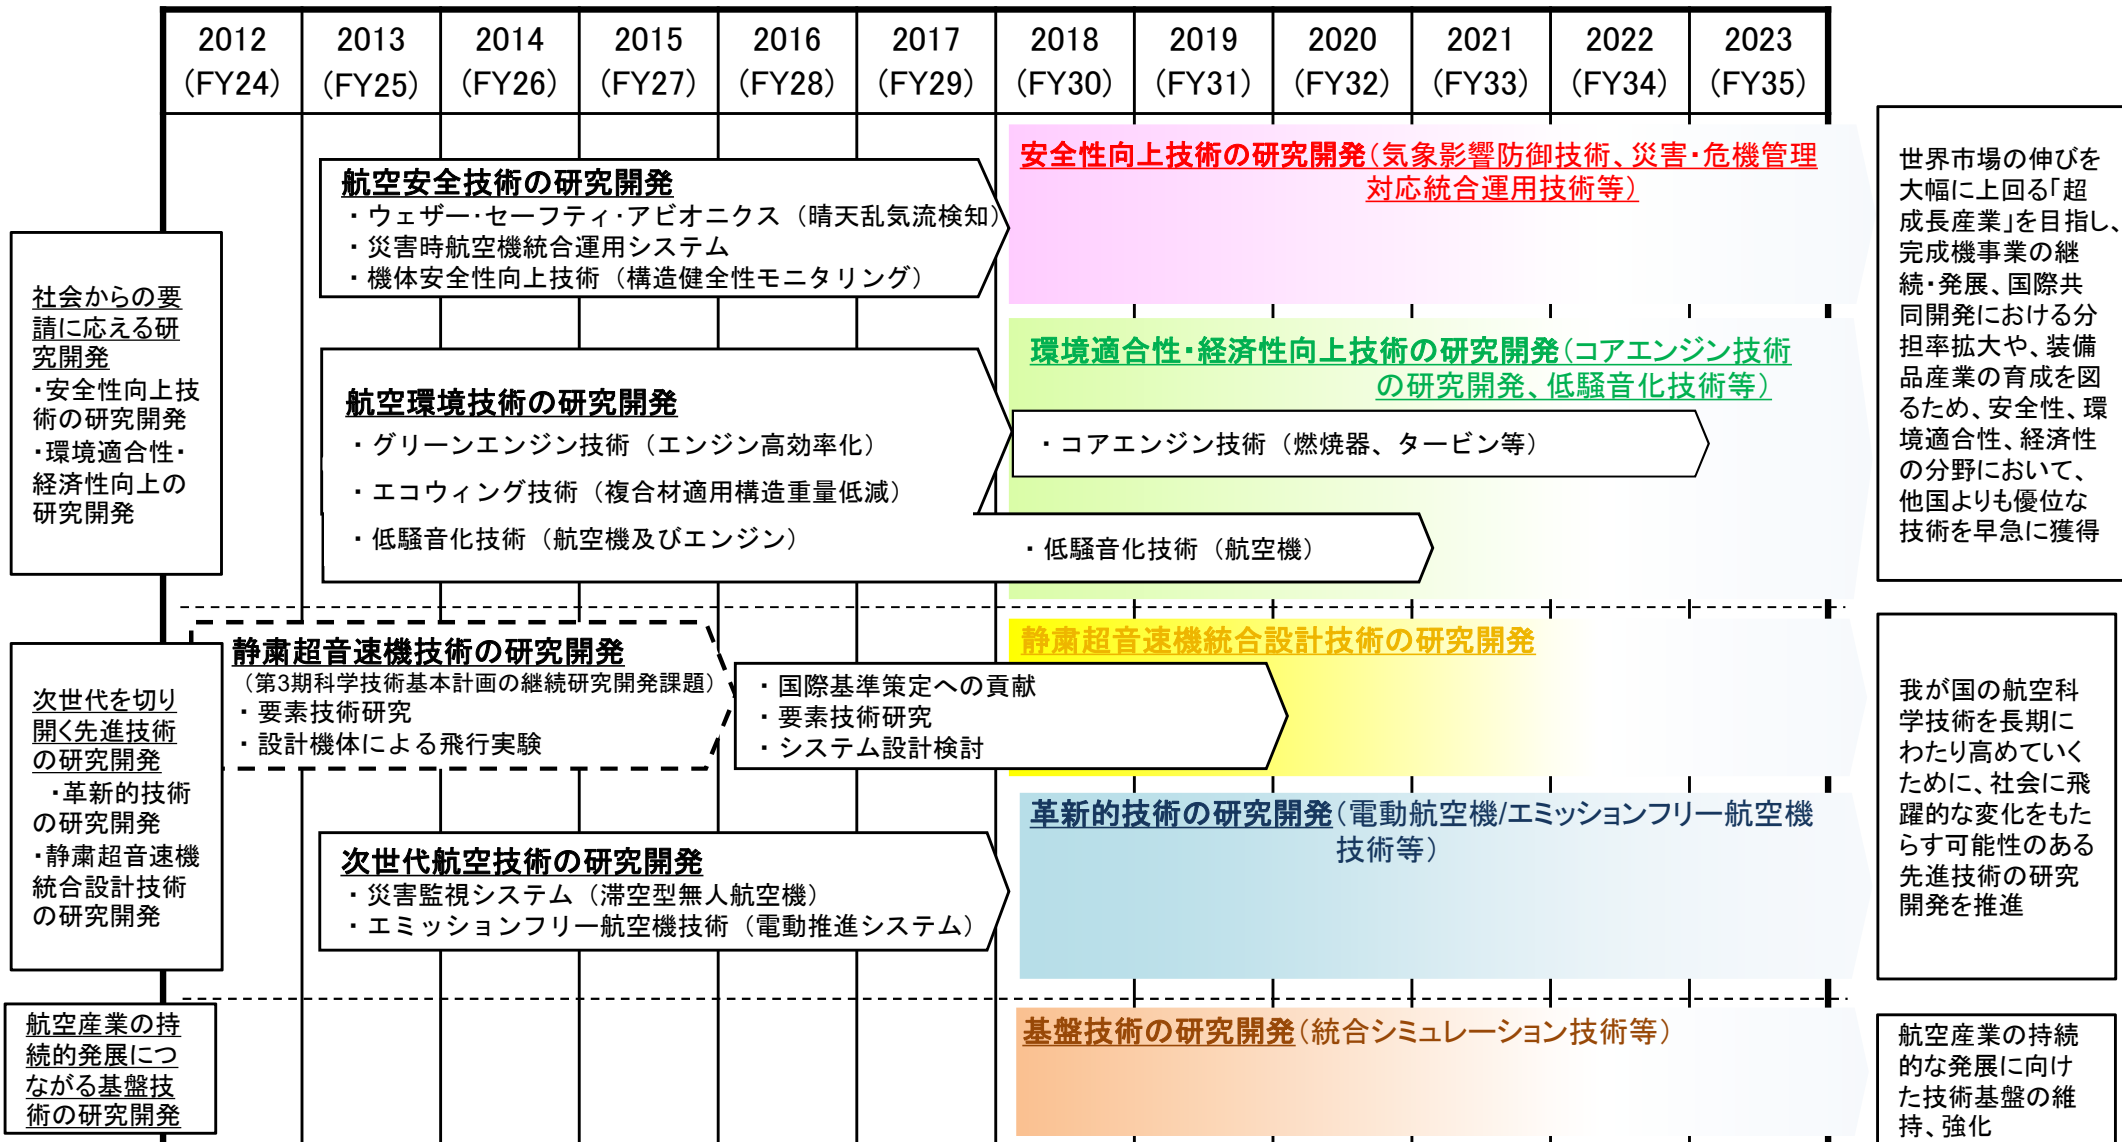 2012 2013 2014 2015 2016 2017 2018 2019 2020 2021 2022 2023
(FY24) (FY25) (FY26) (FY27) (FY28) (FY29) (FY30) (FY31) (FY32) (FY33) (FY34) (FY35)
社会からの要
請に応える研
究開発
・安全性向上技
術の研究開発
・環境適合性・
経済性向上の
研究開発
航空安全技術の研究開発
・ウェザー・セーフティ・アビオニクス（晴天乱気流検知）
・災害時航空機統合運用システム
・機体安全性向上技術（構造健全性モニタリング）
安全性向上技術の研究開発(気象影響防御技術、災害・危機管理
対応統合運用技術等)
航空環境技術の研究開発
・グリーンエンジン技術（エンジン高効率化）
・エコウィング技術（複合材適用構造重量低減）
・低騒音化技術（航空機及びエンジン）
環境適合性・経済性向上技術の研究開発(コアエンジン技術
の研究開発、低騒音化技術等)
・コアエンジン技術（燃焼器、タービン等）
・低騒音化技術（航空機）
世界市場の伸びを
大幅に上回る「超
成長産業」を目指し、
完成機事業の継
続・発展、国際共
同開発における分
担率拡大や、装備
品産業の育成を図
るため、安全性、環
境適合性、経済性
の分野において、
他国よりも優位な
技術を早急に獲得
次世代を切り
開く先進技術
の研究開発
・革新的技術
の研究開発
・静粛超音速機
統合設計技術
の研究開発
静粛超音速機技術の研究開発
（第3期科学技術基本計画の継続研究開発課題）
・要素技術研究
・設計機体による飛行実験
静粛超音速機統合設計技術の研究開発
・国際基準策定への貢献
・要素技術研究
・システム設計検討
次世代航空技術の研究開発
・災害監視システム（滞空型無人航空機）
・エミッションフリー航空機技術（電動推進システム）
革新的技術の研究開発(電動航空機/エミッションフリー航空機
技術等)
我が国の航空科
学技術を長期に
わたり高めていく
ために、社会に飛
躍的な変化をもた
らす可能性のある
先進技術の研究
開発を推進
航空産業の持
続的発展につ
ながる基盤技
術の研究開発
基盤技術の研究開発(統合シミュレーション技術等)
航空産業の持続
的な発展に向け
た技術基盤の維
持、強化